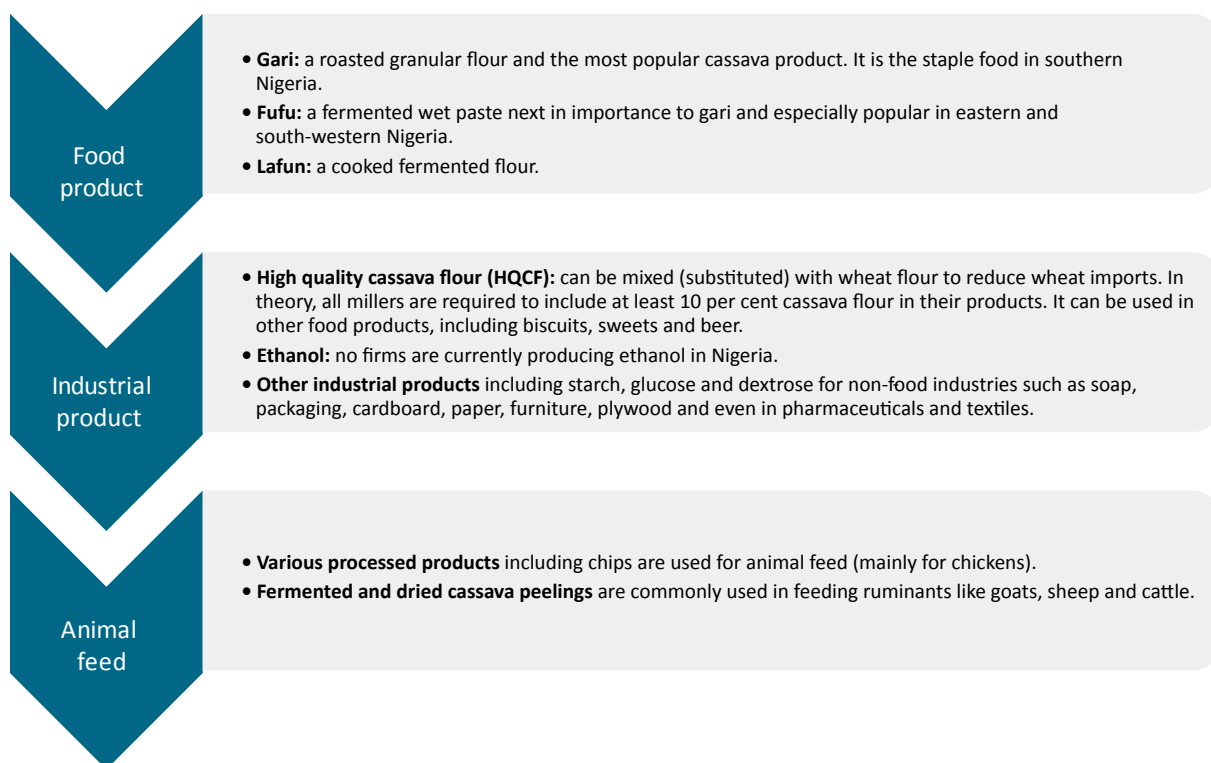 Food
product
• Gari: a roasted granular flour and the most popular cassava product. It is the staple food in southern
Nigeria.
• Fufu: a fermented wet paste next in importance to gari and especially popular in eastern and
south-western Nigeria.
• Lafun: a cooked fermented flour.
Industrial
product
• High quality cassava flour (HQCF): can be mixed (substituted) with wheat flour to reduce wheat imports. In
theory, all millers are required to include at least 10 per cent cassava flour in their products. It can be used in
other food products, including biscuits, sweets and beer.
• Ethanol: no firms are currently producing ethanol in Nigeria.
• Other industrial products including starch, glucose and dextrose for non-food industries such as soap,
packaging, cardboard, paper, furniture, plywood and even in pharmaceuticals and textiles.
Animal
feed
• Various processed products including chips are used for animal feed (mainly for chickens).
• Fermented and dried cassava peelings are commonly used in feeding ruminants like goats, sheep and cattle.